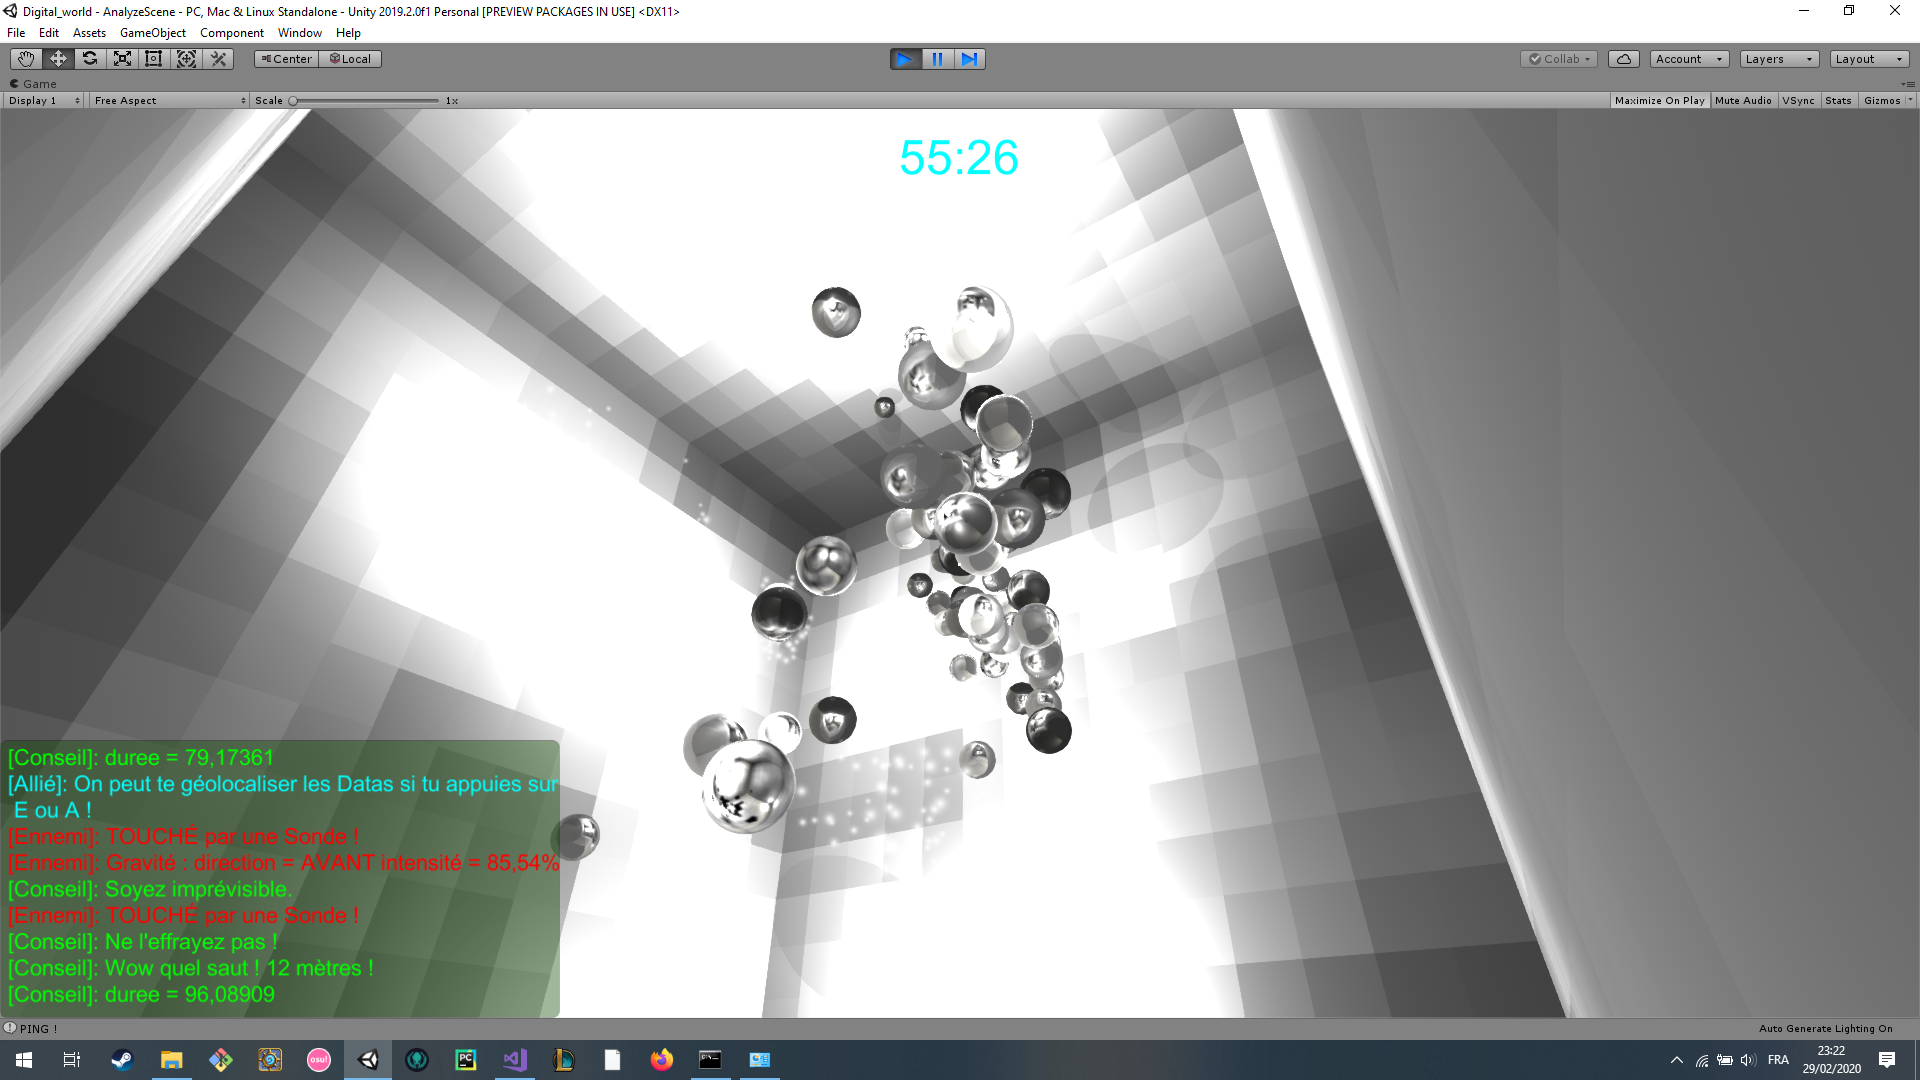 Digital_world - AnalyzeScene - PC, Mac & Linux Standalone - Unity 2019.2.0f1 Personal [PREVIEW PACKAGES IN USE] <DX11>
File Edit Assets GameObject Component Window Help
Center Local Collab Account Layers Layout
Game
Display 1 Free Aspect Scale 1x Maximize On Play Mute Audio VSync Stats Gizmos
55:26
[Conseil]: duree = 79,17361
[Allié]: On peut te géolocaliser les Datas si tu appuies sur
E ou A !
[Ennemi]: TOUCHÉ par une Sonde !
[Ennemi]: Gravité : direction = AVANT intensité = 85,54%
[Conseil]: Soyez imprévisible.
[Ennemi]: TOUCHÉ par une Sonde !
[Conseil]: Ne l'effrayez pas !
[Conseil]: Wow quel saut ! 12 mètres !
[Conseil]: duree = 96,08909
PING !
Auto Generate Lighting On
osu!
PC
FRA
23:22
29/02/2020